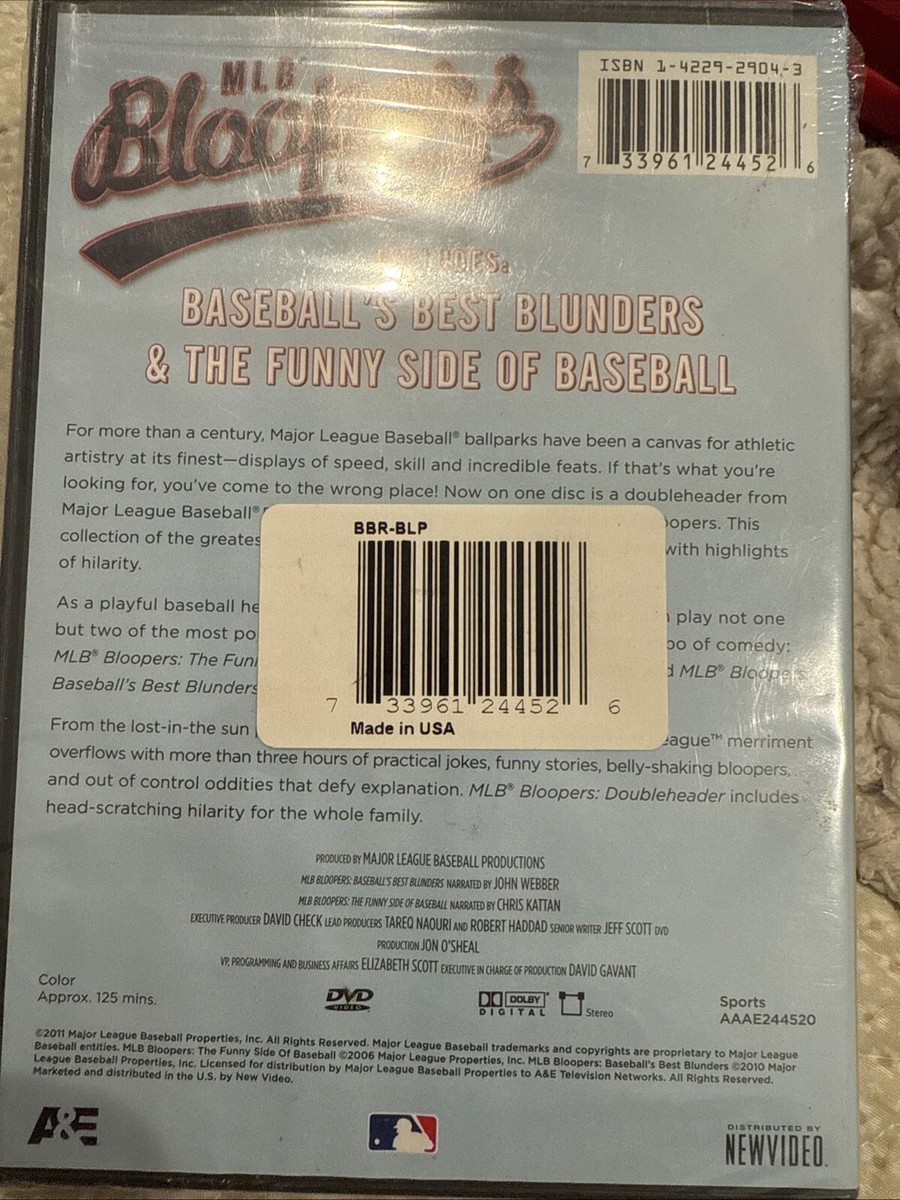 MLB
Bloopers
ISBN 1-4229-2904-3
7 33961 24452 6
BASEBALL'S BEST BLUNDERS
& THE FUNNY SIDE OF BASEBALL
For more than a century, Major League Baseball® ballparks have been a canvas for athletic
artistry at its finest—displays of speed, skill and incredible feats. If that's what you're
looking for, you've come to the wrong place! Now on one disc is a doubleheader from
Major League Baseball® opers. This
collection of the greates with highlights
of hilarity.
As a playful baseball he play not one
but two of the most po of comedy:
MLB® Bloopers: The Fun MLB® Bloopers
Baseball's Best Blunders
From the lost-in-the sun eague™ merriment
overflows with more than three hours of practical jokes, funny stories, belly-shaking bloopers,
and out of control oddities that defy explanation. MLB® Bloopers: Doubleheader includes
head-scratching hilarity for the whole family.
BBR-BLP
7 33961 24452 6
Made in USA
PRODUCED BY MAJOR LEAGUE BASEBALL PRODUCTIONS
MLB BLOOPERS: BASEBALL'S BEST BLUNDERS NARRATED BY JOHN WEBBER
MLB BLOOPERS: THE FUNNY SIDE OF BASEBALL NARRATED BY CHRIS KATTAN
EXECUTIVE PRODUCER DAVID CHECK LEAD PRODUCERS TAREQ NAOURI AND ROBERT HADDAD SENIOR WRITER JEFF SCOTT DVD
PRODUCTION JON O'SHEAL
VP, PROGRAMMING AND BUSINESS AFFAIRS ELIZABETH SCOTT EXECUTIVE IN CHARGE OF PRODUCTION DAVID GAVANT
Color
Approx. 125 mins.
DVD
VIDEO
DOLBY
DIGITAL
Stereo
Sports
AAAE244520
©2011 Major League Baseball Properties, Inc. All Rights Reserved. Major League Baseball trademarks and copyrights are proprietary to Major League
Baseball entities. MLB Bloopers: The Funny Side Of Baseball ©2006 Major League Properties, Inc. MLB Bloopers: Baseball's Best Blunders ©2010 Major
League Baseball Properties, Inc. Licensed for distribution by Major League Baseball Properties to A&E Television Networks. All Rights Reserved.
Marketed and distributed in the U.S. by New Video.
A&E
DISTRIBUTED BY
NEWVIDEO.